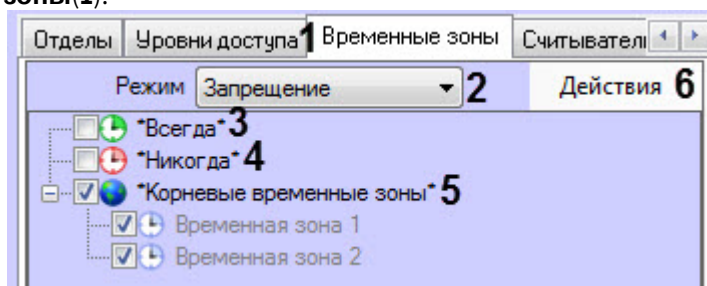 зоны(1).
Отделы Уровни доступа 1 Временные зоны Считывател
Режим Запрещение 2 Действия 6
*Всегда* 3
*Никогда* 4
*Корневые временные зоны* 5
Временная зона 1
Временная зона 2